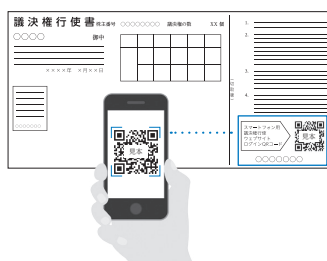 議決権行使書 株主番号 ○○○○○○○○ 議決権の数 XX 個
○○○○ 御中
××××年 ×月××日
○○○○○○○
1.
2.
3.
4.
見本
スマートフォン用
議決権行使
ウェブサイト
ログインQRコード
見本
○○○○○○○